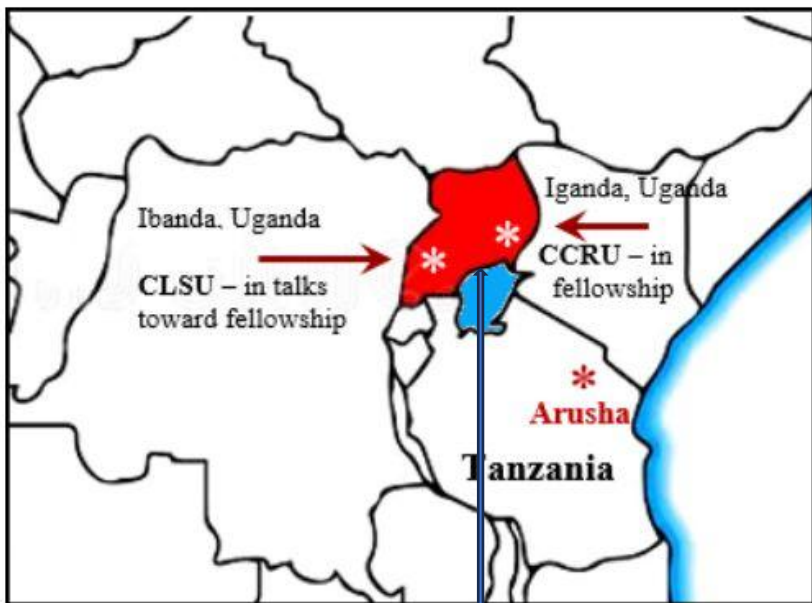 Ibanda, Uganda
CLSU – in talks
toward fellowship
Iganda, Uganda
CCRU – in
fellowship
*
*
*
Arusha
Tanzania